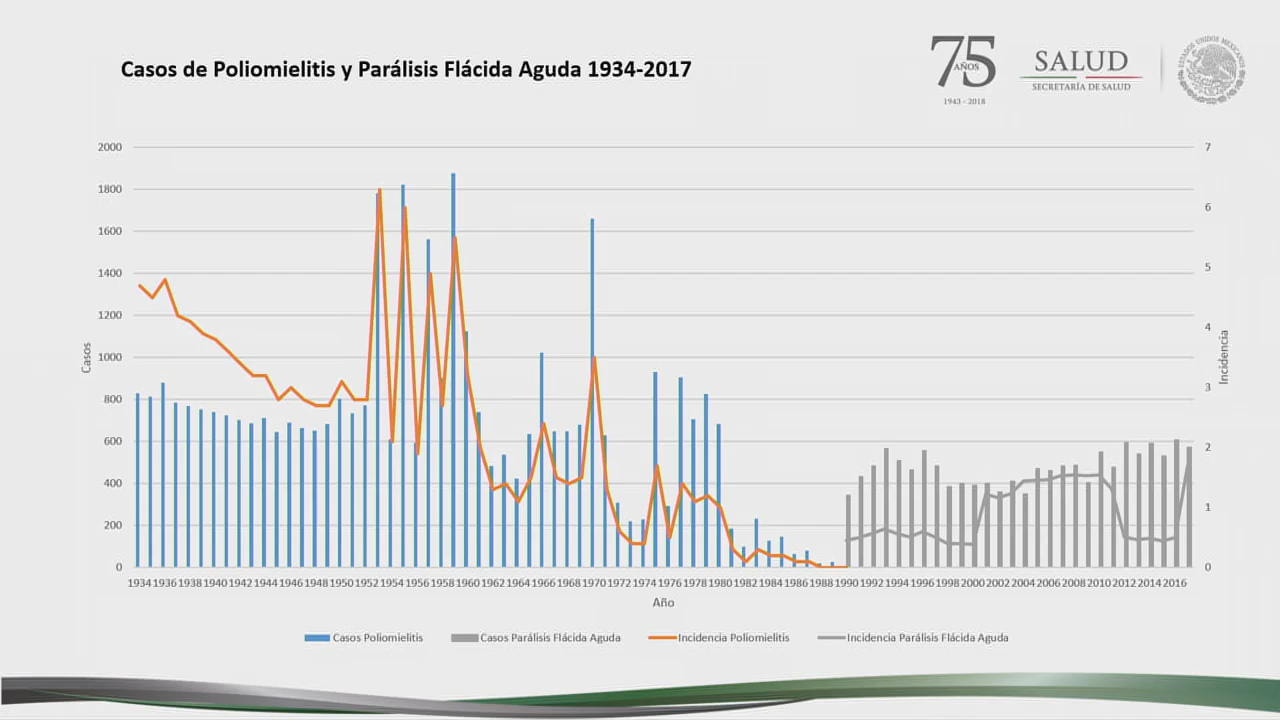 Casos de Poliomielitis y Parálisis Flácida Aguda 1934-2017
75
AÑOS
1943 - 2018
SALUD
SECRETARÍA DE SALUD
ESTADOS UNIDOS MEXICANOS
2000
1800
1600
1400
1200
1000
800
600
400
200
0
Casos
7
6
5
4
3
2
1
0
Incidencia
1934 1936 1938 1940 1942 1944 1946 1948 1950 1952 1954 1956 1958 1960 1962 1964 1966 1968 1970 1972 1974 1976 1978 1980 1982 1984 1986 1988 1990 1992 1994 1996 1998 2000 2002 2004 2006 2008 2010 2012 2014 2016
Año
Casos Poliomielitis Casos Parálisis Flácida Aguda Incidencia Poliomielitis Incidencia Parálisis Flácida Aguda